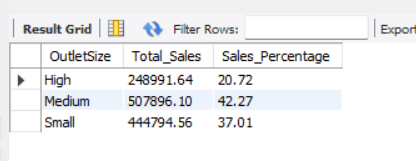 Result Grid Filter Rows: Export
OutletSize Total_Sales Sales_Percentage
High 248991.64 20.72
Medium 507896.10 42.27
Small 444794.56 37.01